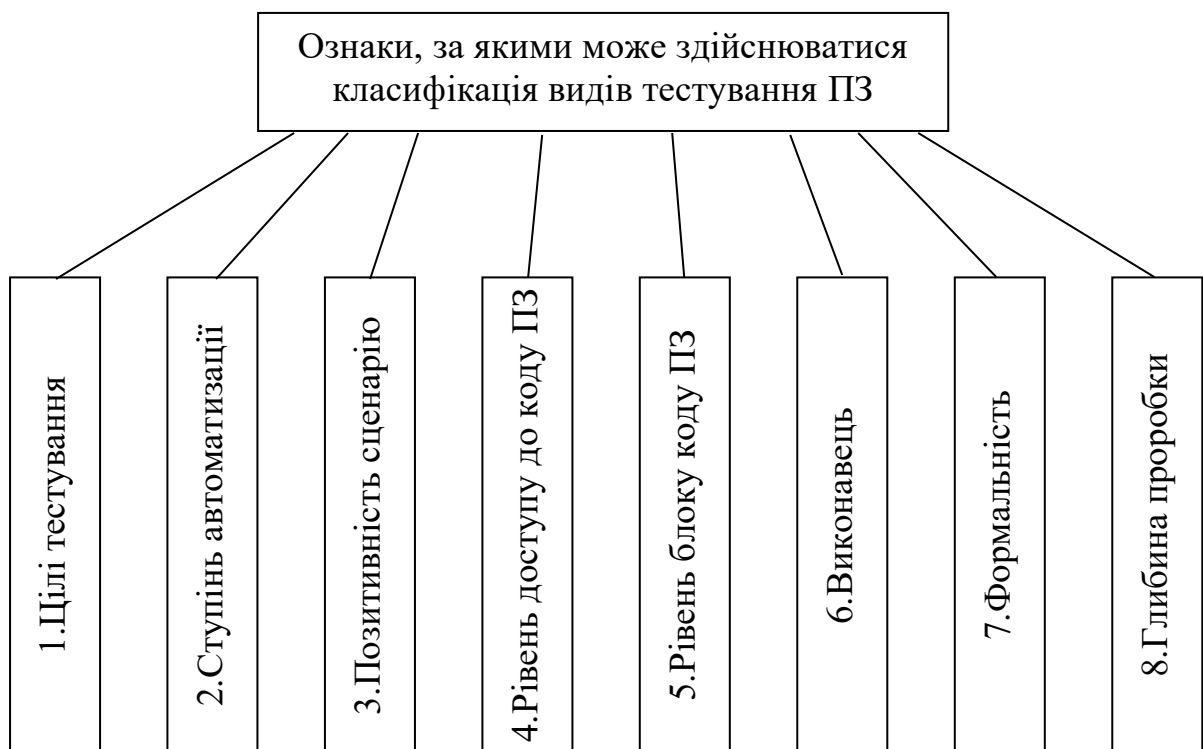 Ознаки, за якими може здійснюватися
класифікація видів тестування ПЗ
1.Цілі тестування
2.Ступінь автоматизації
3.Позитивність сценарію
4.Рівень доступу до коду ПЗ
5.Рівень блоку коду ПЗ
6.Виконавець
7.Формальність
8.Глибина проробки